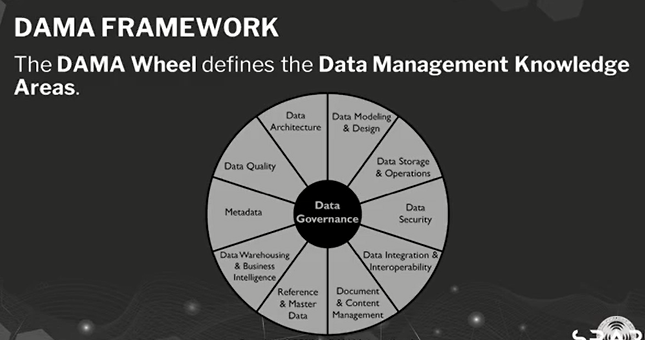 DAMA FRAMEWORK
The DAMA Wheel defines the Data Management Knowledge
Areas.
Data
Architecture
Data Modeling
& Design
Data Storage
& Operations
Data
Security
Data Integration &
Interoperability
Document
& Content
Management
Reference
& Master
Data
Data Warehousing
& Business
Intelligence
Metadata
Data Quality
Data
Governance